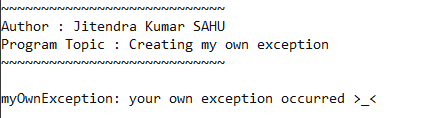 ~~~~~~~~~~~~~~~~~~~~~~~~~~~~
Author : Jitendra Kumar SAHU
Program Topic : Creating my own exception
~~~~~~~~~~~~~~~~~~~~~~~~~~~~
myOwnException: your own exception occurred >_<